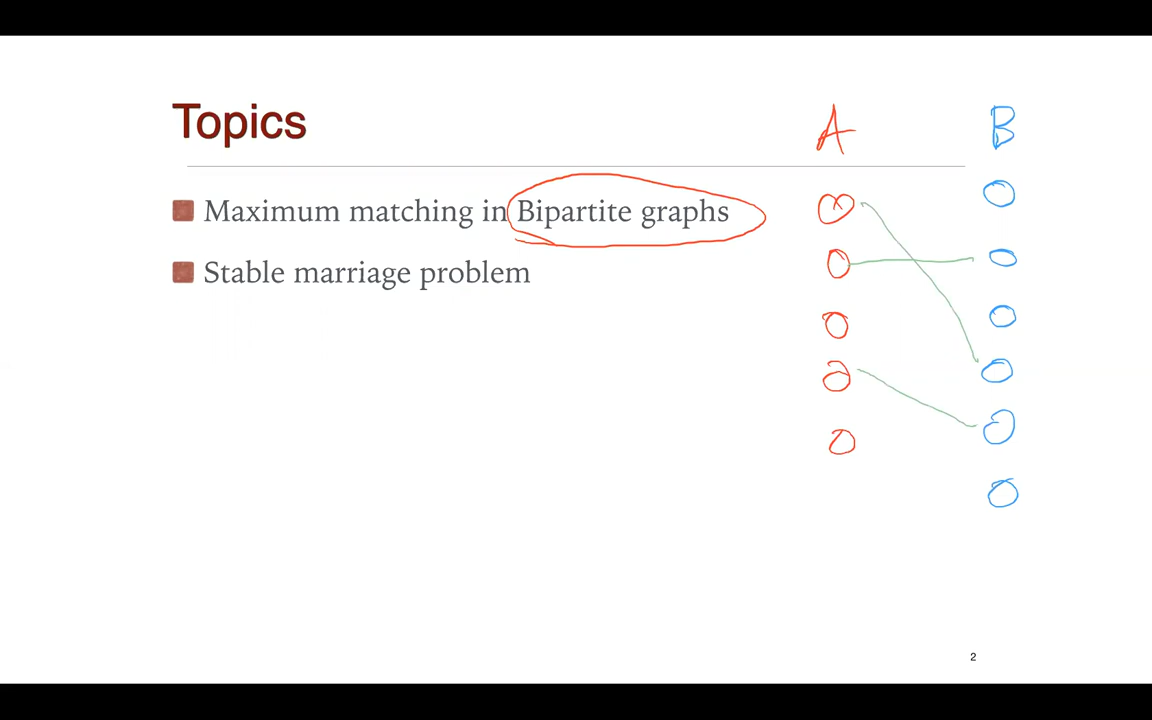 Topics
A
B
Maximum matching in Bipartite graphs
Stable marriage problem
2